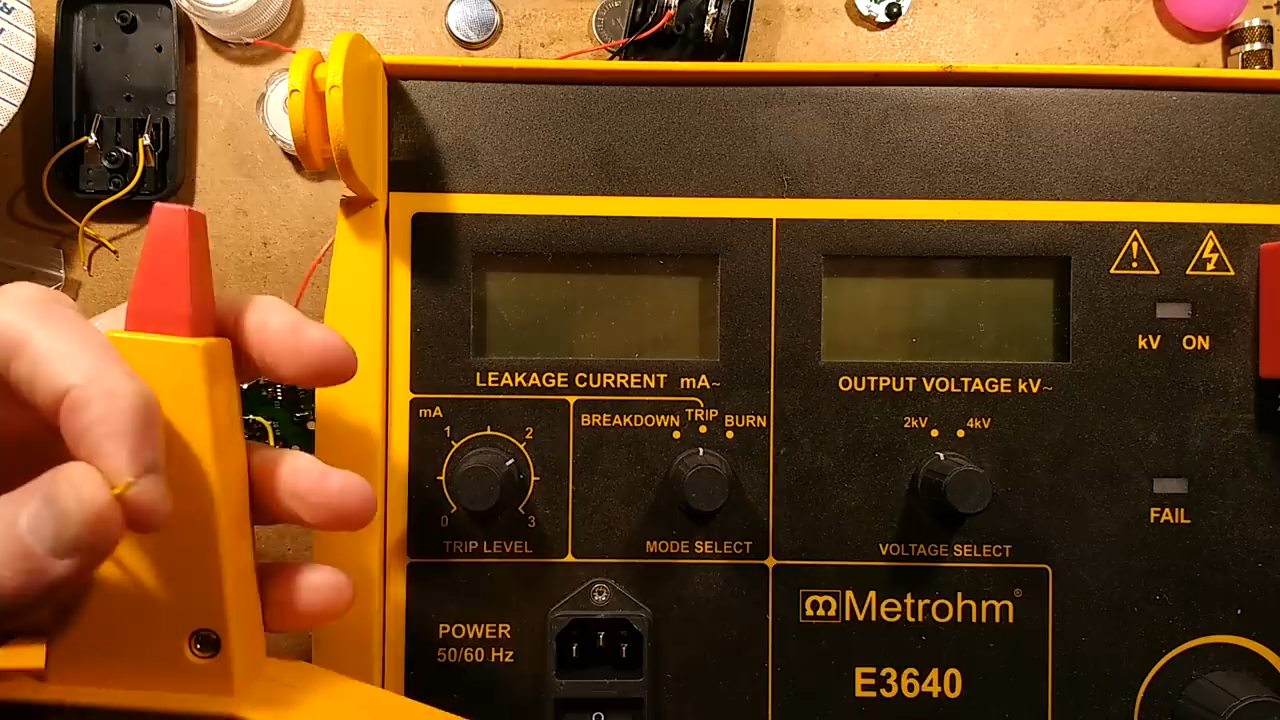 LEAKAGE CURRENT mA~
OUTPUT VOLTAGE kV~
kV ON
mA
0
1
2
3
TRIP LEVEL
BREAKDOWN
TRIP
BURN
MODE SELECT
2kV
4kV
VOLTAGE SELECT
FAIL
POWER
50/60 Hz
Metrohm®
E3640